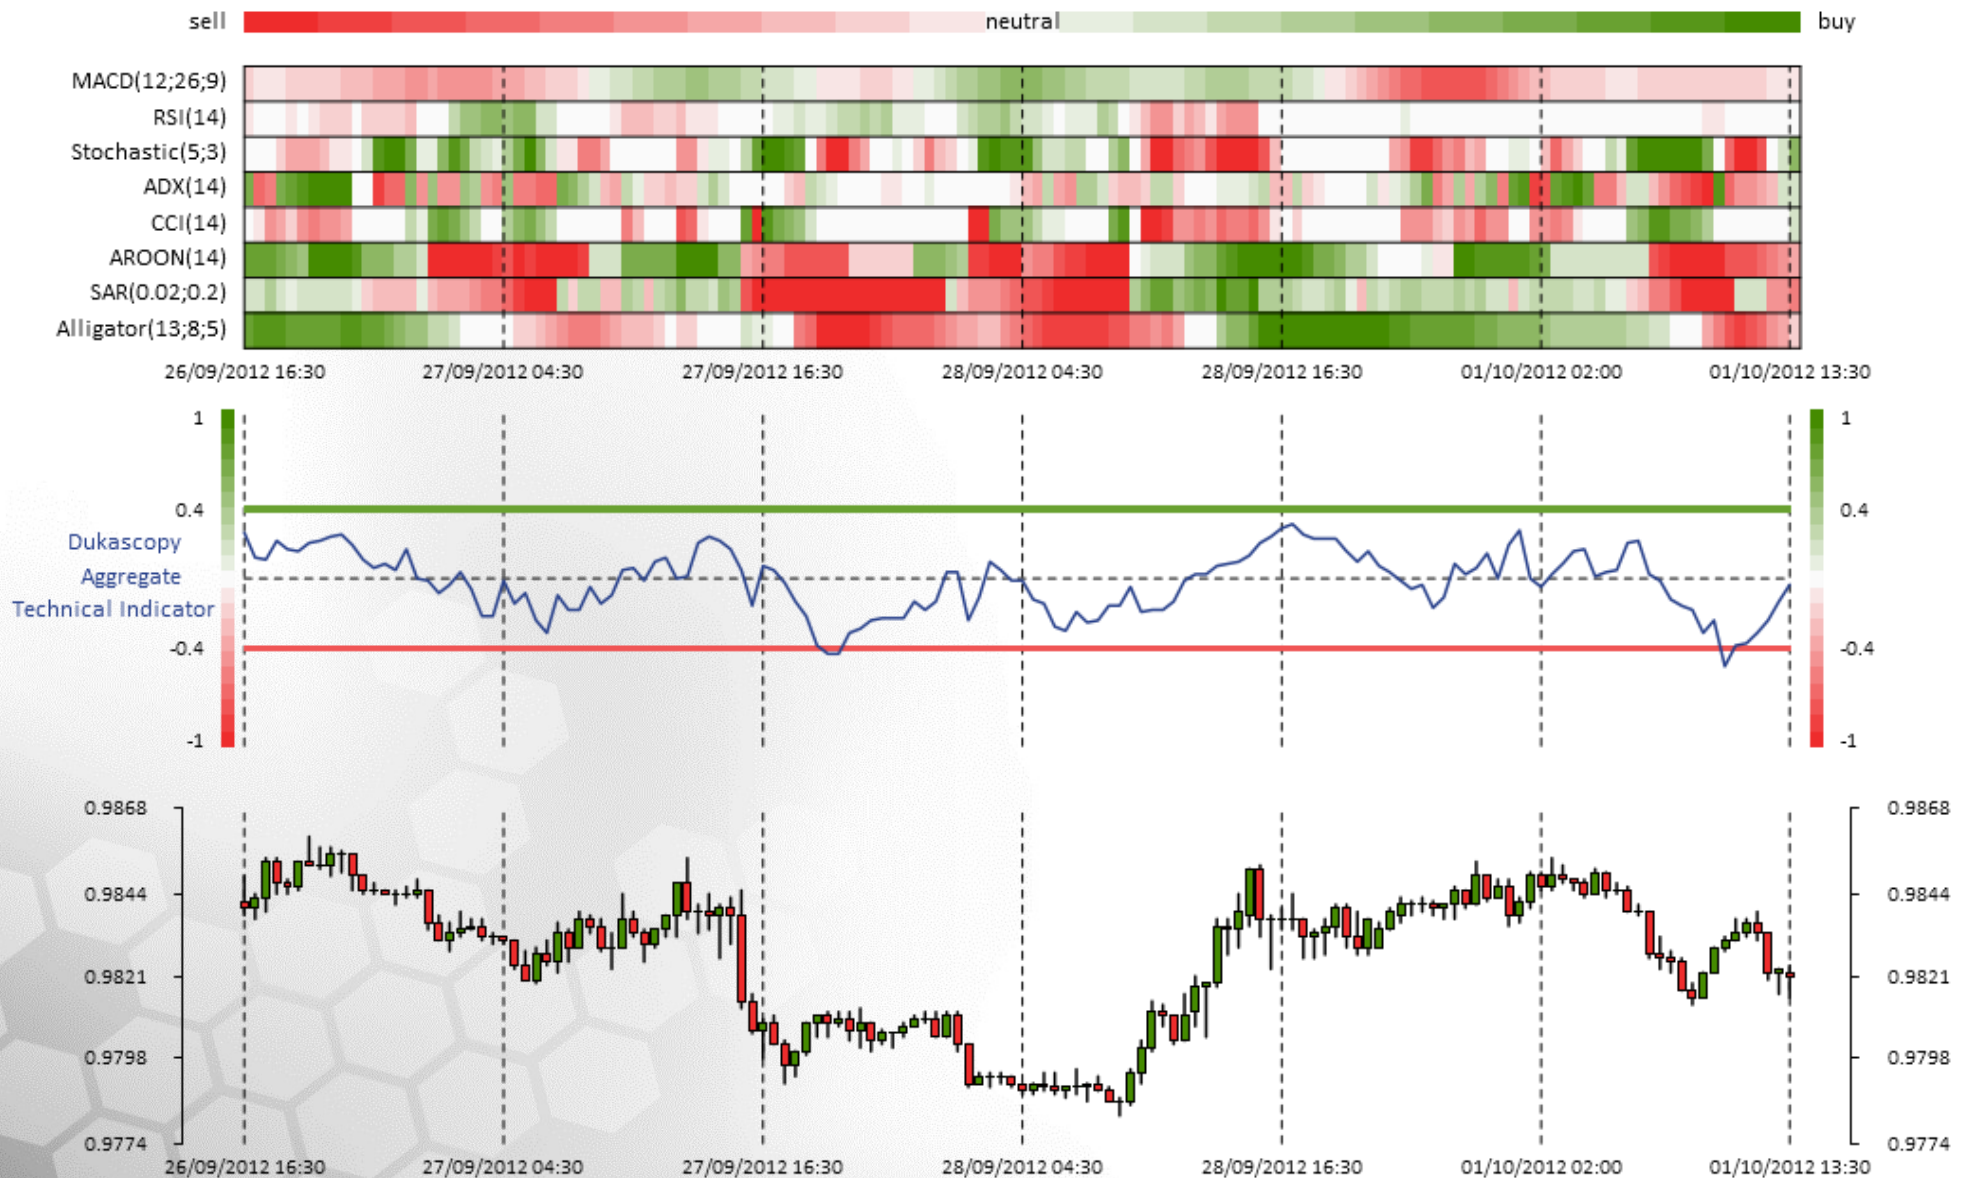 sell neutral buy
MACD(12;26;9)
RSI(14)
Stochastic(5;3)
ADX(14)
CCI(14)
AROON(14)
SAR(0.02;0.2)
Alligator(13;8;5)
26/09/2012 16:30 27/09/2012 04:30 27/09/2012 16:30 28/09/2012 04:30 28/09/2012 16:30 01/10/2012 02:00 01/10/2012 13:30
1 1
0.4 0.4
Dukascopy
Aggregate
Technical Indicator
-0.4 -0.4
-1 -1
0.9868 0.9868
0.9844 0.9844
0.9821 0.9821
0.9798 0.9798
0.9774 0.9774
26/09/2012 16:30 27/09/2012 04:30 27/09/2012 16:30 28/09/2012 04:30 28/09/2012 16:30 01/10/2012 02:00 01/10/2012 13:30